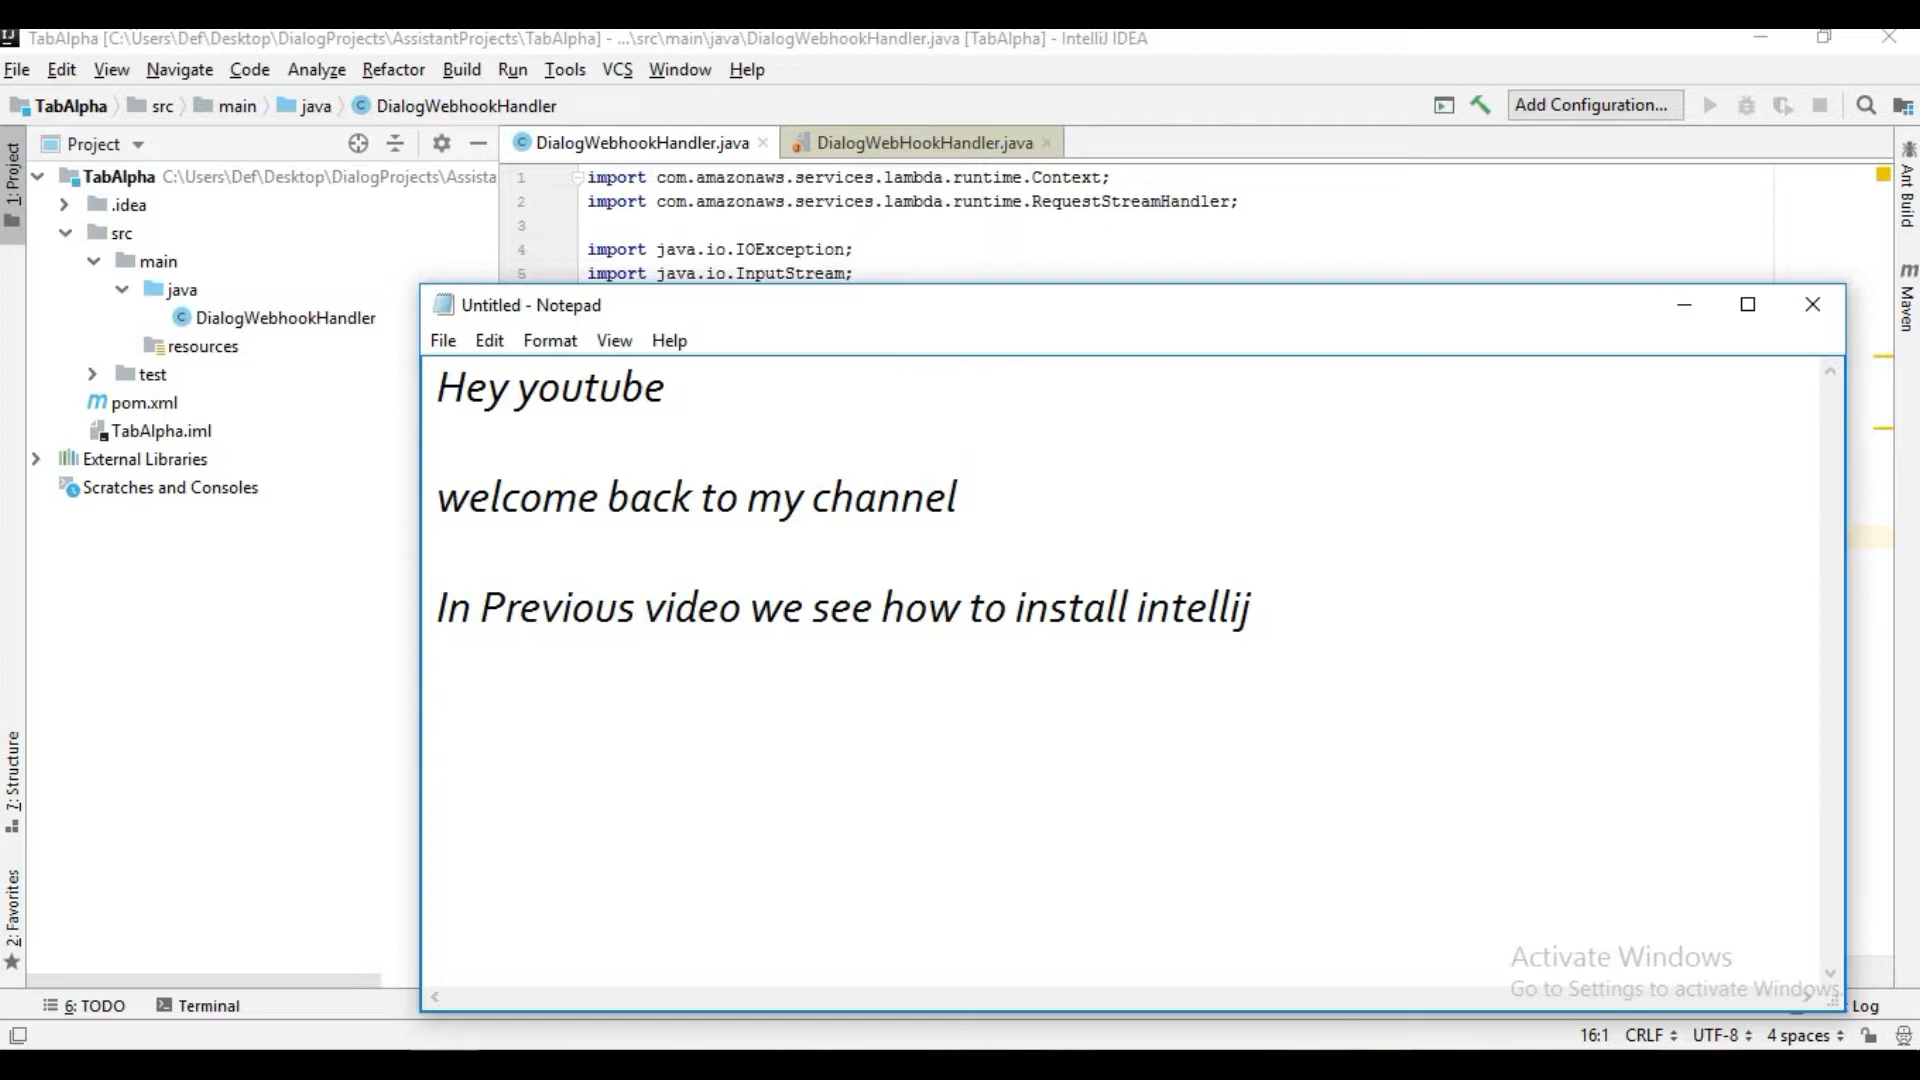 TabAlpha [C:\Users\Def\Desktop\DialogProjects\AssistantProjects\TabAlpha] - ...\src\main\java\DialogWebhookHandler.java [TabAlpha] - IntelliJ IDEA
File Edit View Navigate Code Analyze Refactor Build Run Tools VCS Window Help
TabAlpha src main java DialogWebhookHandler Add Configuration...
1: Project
Project
DialogWebhookHandler.java DialogWebHookHandler.java
TabAlpha C:\Users\Def\Desktop\DialogProjects\Assista
.idea
src
main
java
DialogWebhookHandler
resources
test
pom.xml
TabAlpha.iml
External Libraries
Scratches and Consoles
1 import com.amazonaws.services.lambda.runtime.Context;
2 import com.amazonaws.services.lambda.runtime.RequestStreamHandler;
3
4 import java.io.IOException;
5 import java.io.InputStream;
Ant Build
Maven
Untitled - Notepad
File Edit Format View Help
Hey youtube
welcome back to my channel
In Previous video we see how to install intellij
Activate Windows
Go to Settings to activate Windows.
7: Structure
2: Favorites
6: TODO Terminal Log
16:1 CRLF UTF-8 4 spaces